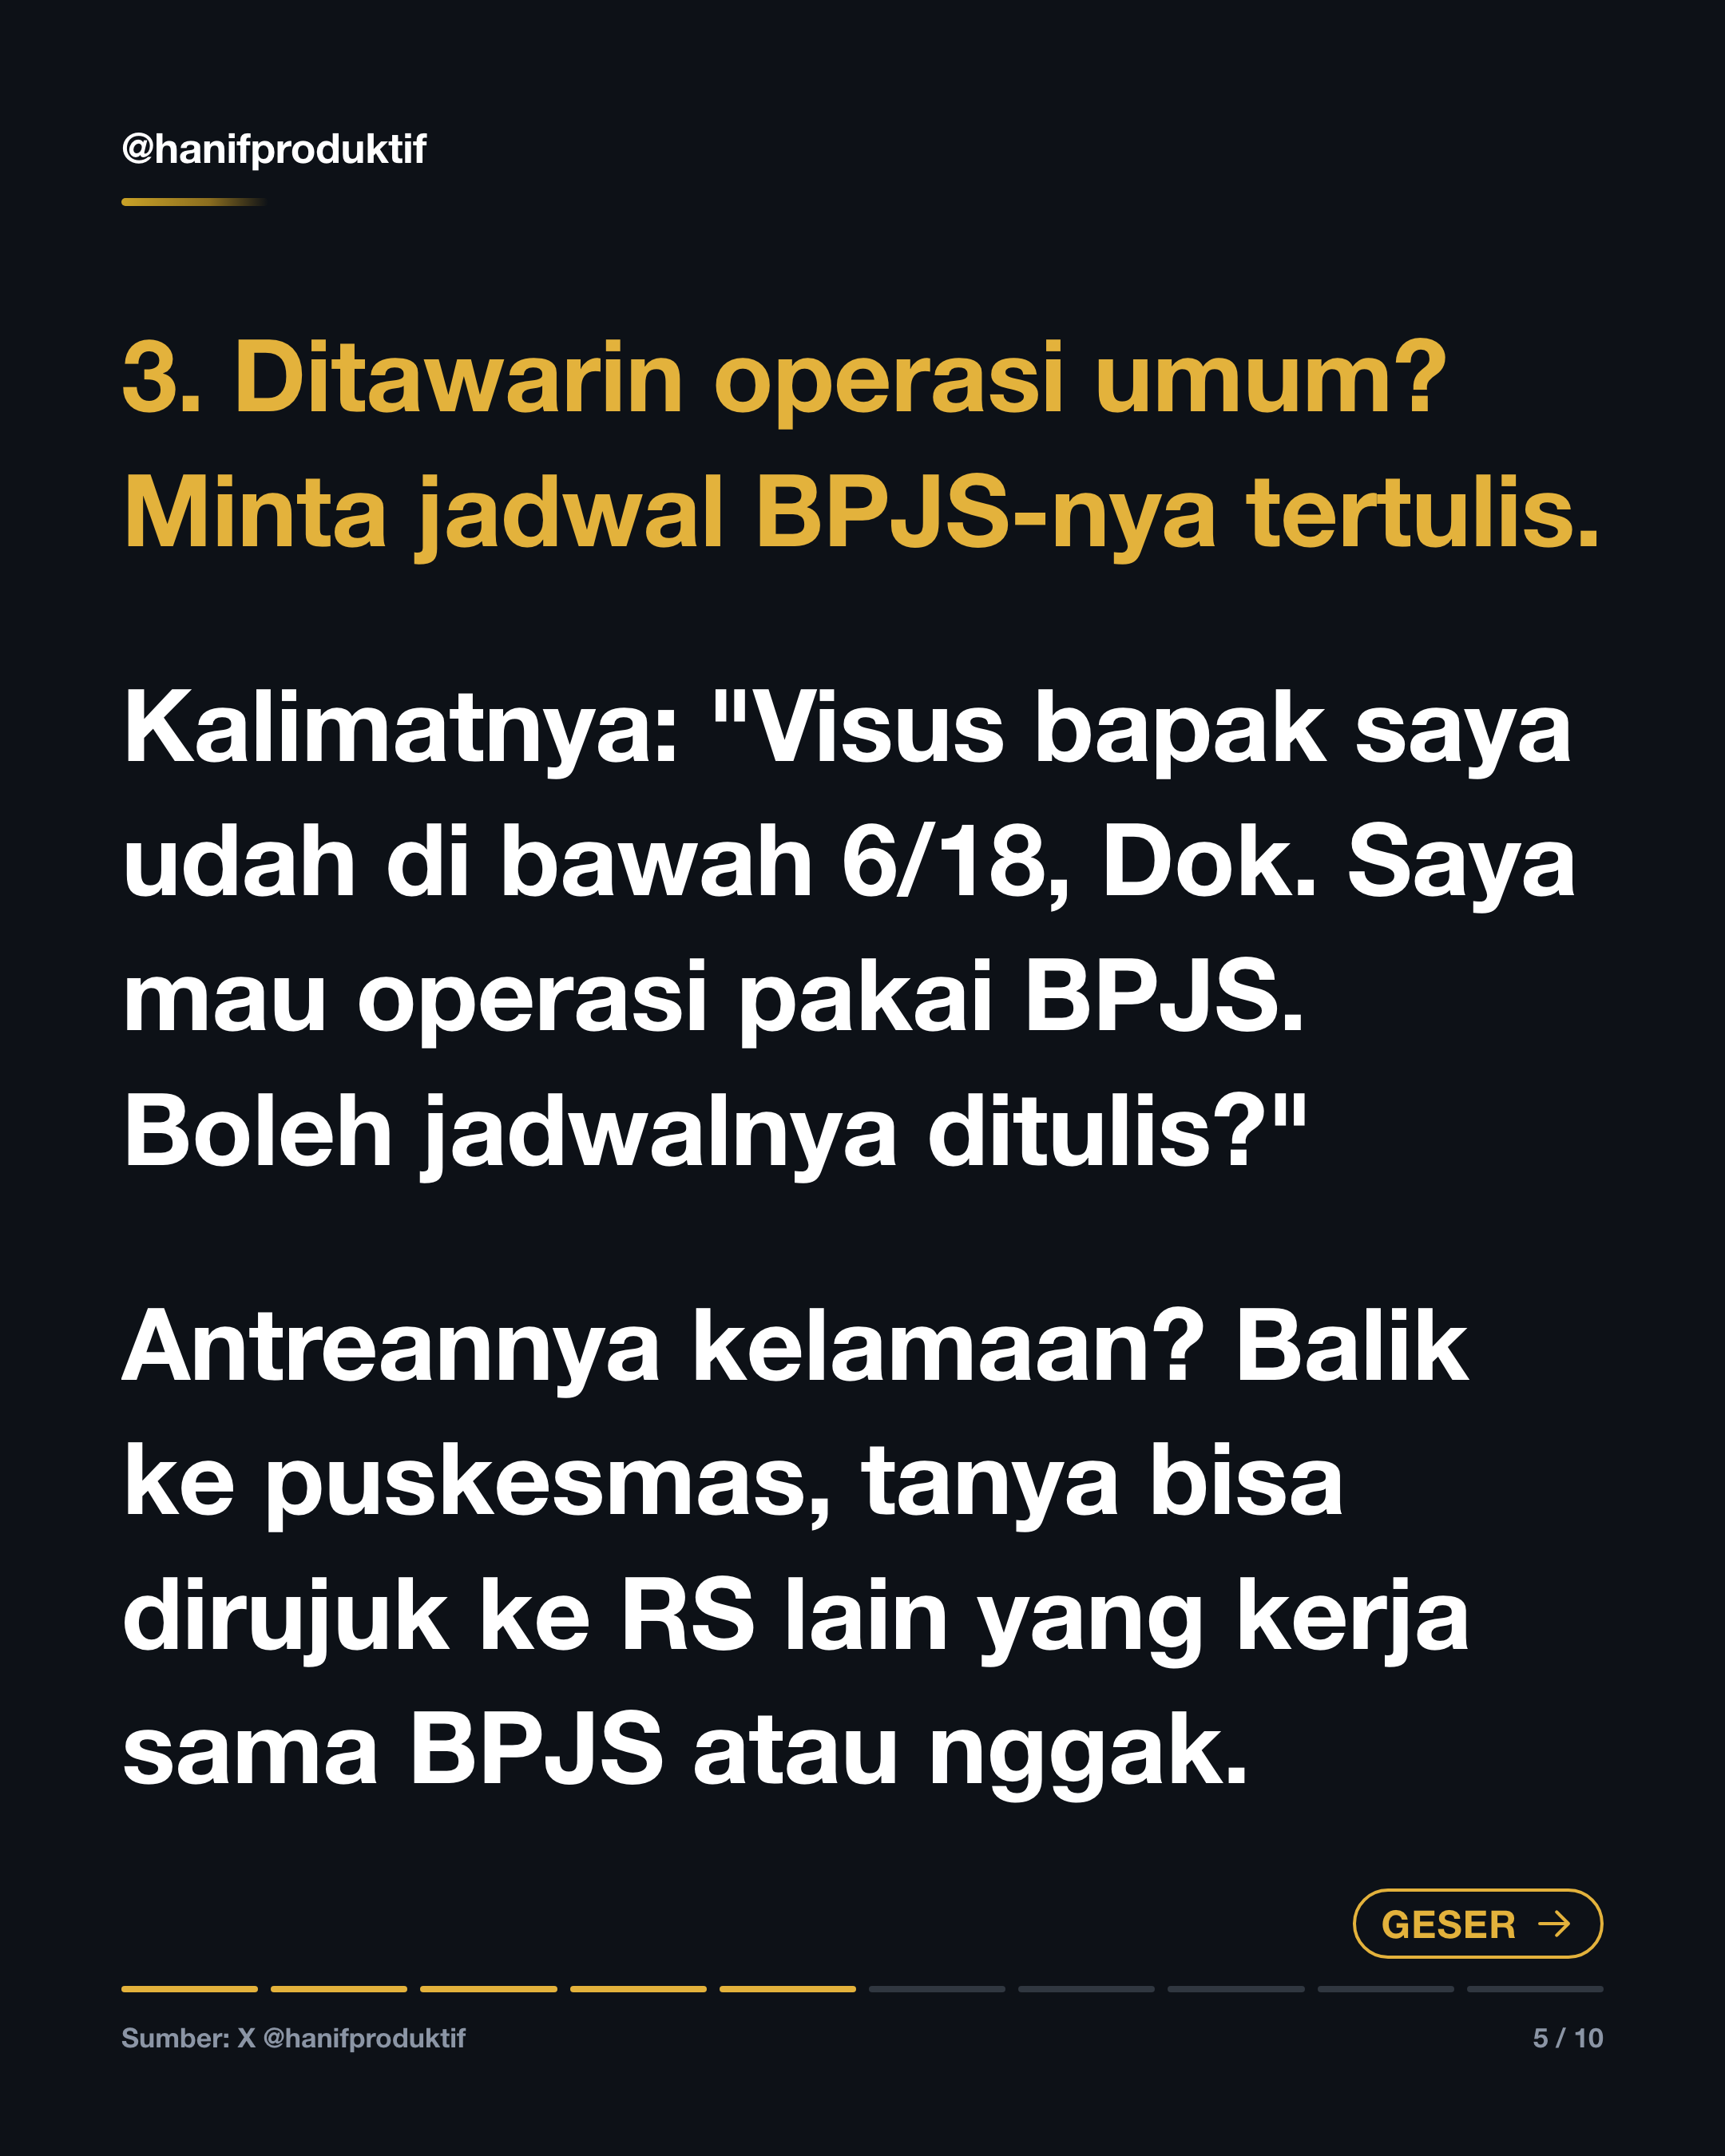 @hanifproduktif
3. Ditawarin operasi umum?
Minta jadwal BPJS-nya tertulis.
Kalimatnya: "Visus bapak saya
udah di bawah 6/18, Dok. Saya
mau operasi pakai BPJS.
Boleh jadwalnya ditulis?"
Antreannya kelamaan? Balik
ke puskesmas, tanya bisa
dirujuk ke RS lain yang kerja
sama BPJS atau nggak.
GESER →
Sumber: X @hanifproduktif
5 / 10